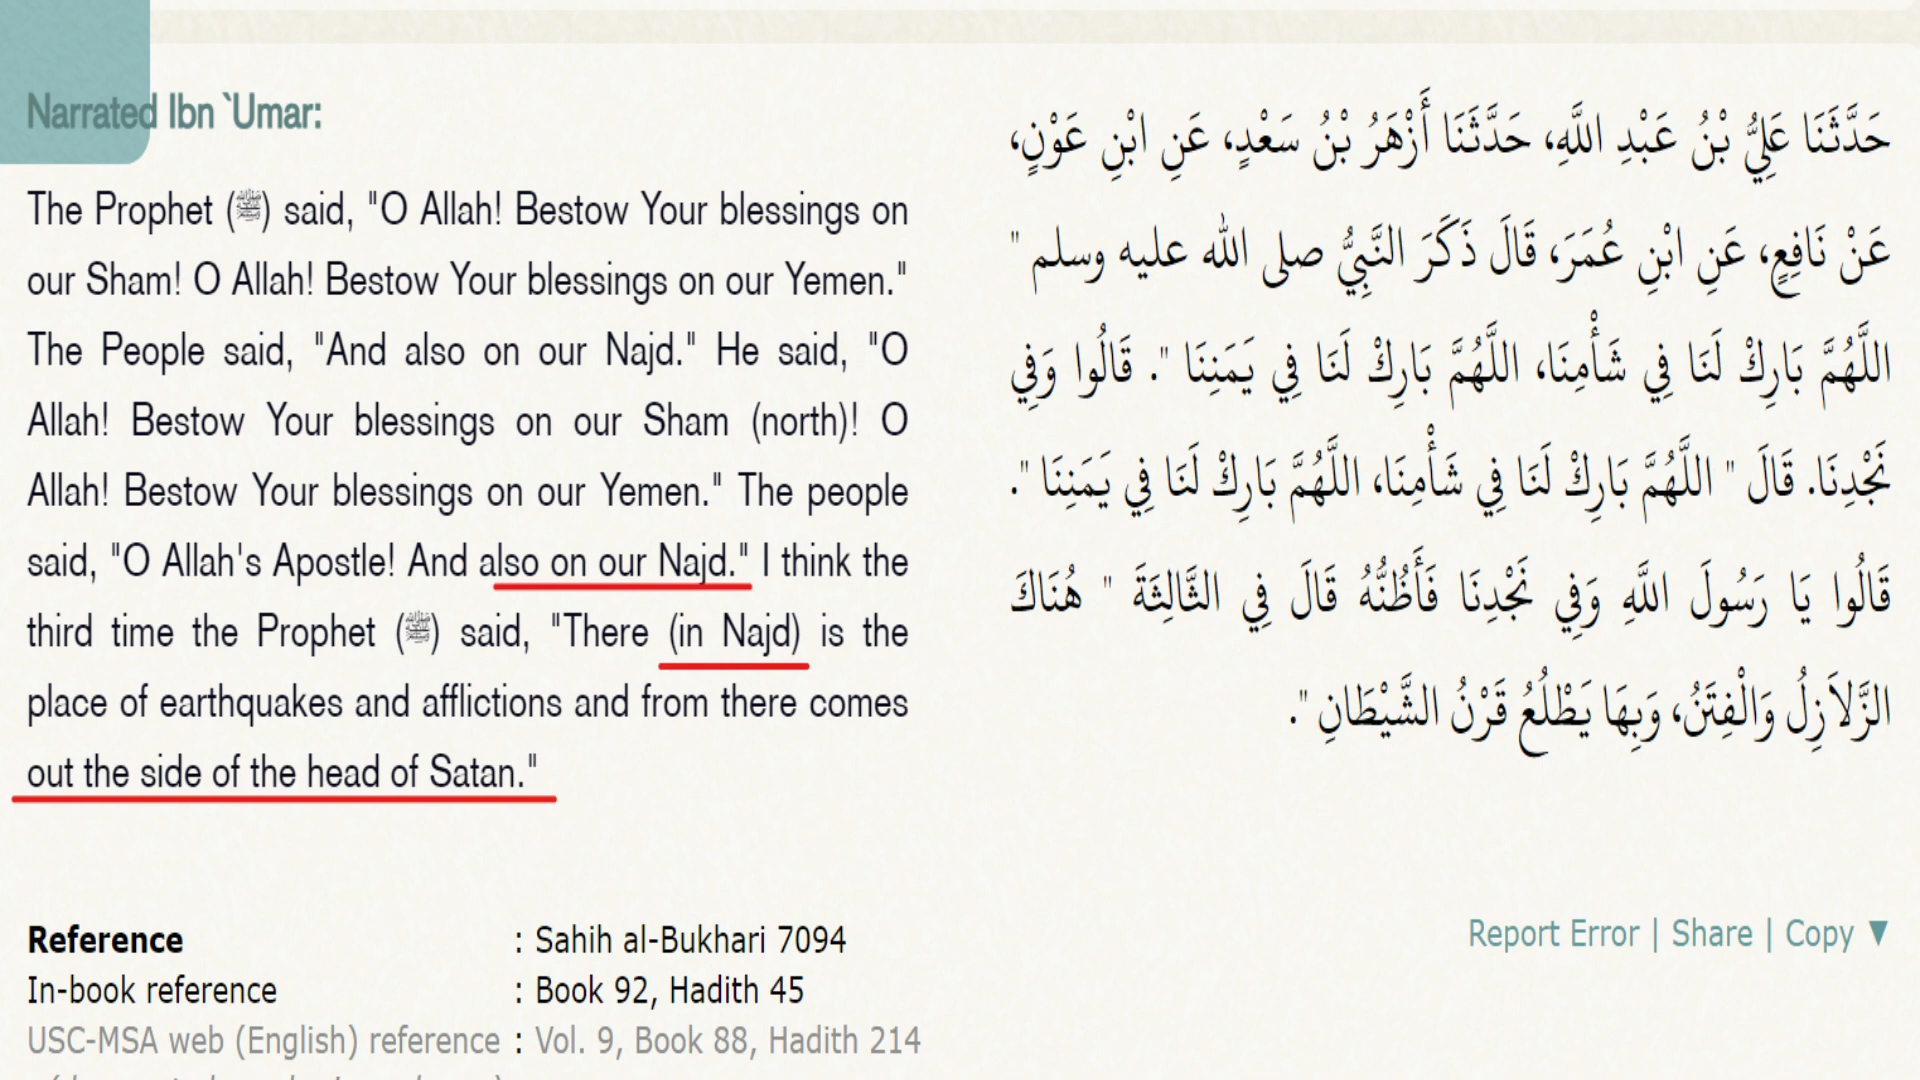 Narrated Ibn `Umar:
The Prophet (ﷺ) said, "O Allah! Bestow Your blessings on
our Sham! O Allah! Bestow Your blessings on our Yemen."
The People said, "And also on our Najd." He said, "O
Allah! Bestow Your blessings on our Sham (north)! O
Allah! Bestow Your blessings on our Yemen." The people
said, "O Allah's Apostle! And also on our Najd." I think the
third time the Prophet (ﷺ) said, "There (in Najd) is the
place of earthquakes and afflictions and from there comes
out the side of the head of Satan."
حَدَّثَنَا عَلِيُّ بْنُ عَبْدِ اللَّهِ، حَدَّثَنَا أَزْهَرُ بْنُ سَعْدٍ، عَنِ ابْنِ عَوْنٍ،
عَنْ نَافِعٍ، عَنِ ابْنِ عُمَرَ، قَالَ ذَكَرَ النَّبِيُّ صلى الله عليه وسلم "
اللَّهُمَّ بَارِكْ لَنَا فِي شَأْمِنَا، اللَّهُمَّ بَارِكْ لَنَا فِي يَمَنِنَا ". قَالُوا وَفِي
نَجْدِنَا. قَالَ " اللَّهُمَّ بَارِكْ لَنَا فِي شَأْمِنَا، اللَّهُمَّ بَارِكْ لَنَا فِي يَمَنِنَا ".
قَالُوا يَا رَسُولَ اللَّهِ وَفِي نَجْدِنَا فَأَظُنُّهُ قَالَ فِي الثَّالِثَةَ " هُنَاكَ
الزَّلاَزِلُ وَالْفِتَنُ، وَبِهَا يَطْلُعُ قَرْنُ الشَّيْطَانِ ".
Reference : Sahih al-Bukhari 7094
In-book reference : Book 92, Hadith 45
USC-MSA web (English) reference : Vol. 9, Book 88, Hadith 214
Report Error | Share | Copy ▼